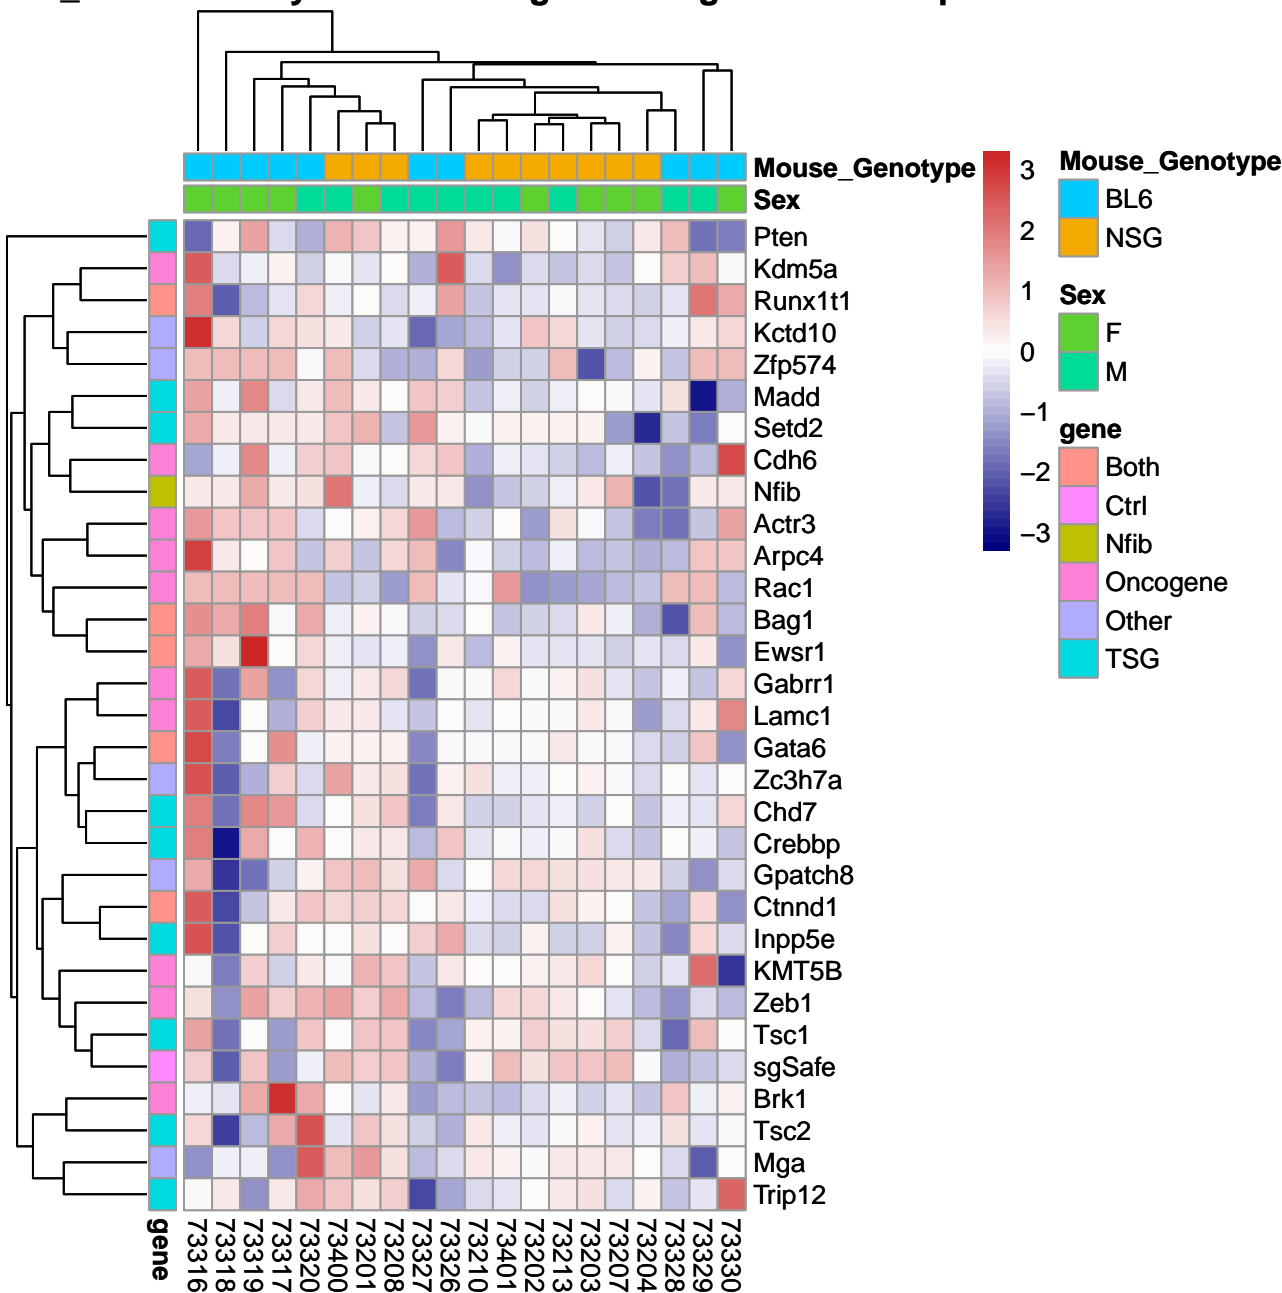 Mouse_Genotype
Sex
Pten
Kdm5a
Runx1t1
Kctd10
Zfp574
Madd
Setd2
Cdh6
Nfib
Actr3
Arpc4
Rac1
Bag1
Ewsr1
Gabrr1
Lamc1
Gata6
Zc3h7a
Chd7
Crebbp
Gpatch8
Ctnnd1
Inpp5e
KMT5B
Zeb1
Tsc1
sgSafe
Brk1
Tsc2
Mga
Trip12
gene
73316
73318
73319
73317
73320
73400
73201
73208
73327
73326
73210
73401
73202
73213
73203
73207
73204
73328
73329
73330
3
2
1
0
−1
−2
−3
Mouse_Genotype
BL6
NSG
Sex
F
M
gene
Both
Ctrl
Nfib
Oncogene
Other
TSG